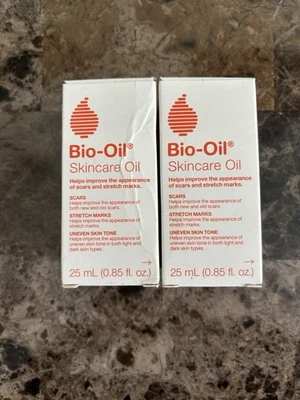 Bio-Oil®
Skincare Oil
Helps improve the appearance
of scars and stretch marks.
SCARS
Helps improve the appearance of
both new and old scars.
STRETCH MARKS
Helps improve the appearance of
stretch marks.
UNEVEN SKIN TONE
Helps improve the appearance of
uneven skin tone in both light and
dark skin types.
→
25 mL (0.85 fl. oz.)
Bio-Oil®
Skincare Oil
Helps improve the appearance
of scars and stretch marks.
SCARS
Helps improve the appearance of
both new and old scars.
STRETCH MARKS
Helps improve the appearance of
stretch marks.
UNEVEN SKIN TONE
Helps improve the appearance of
uneven skin tone in both light and
dark skin types.
→
25 mL (0.85 fl. oz.)